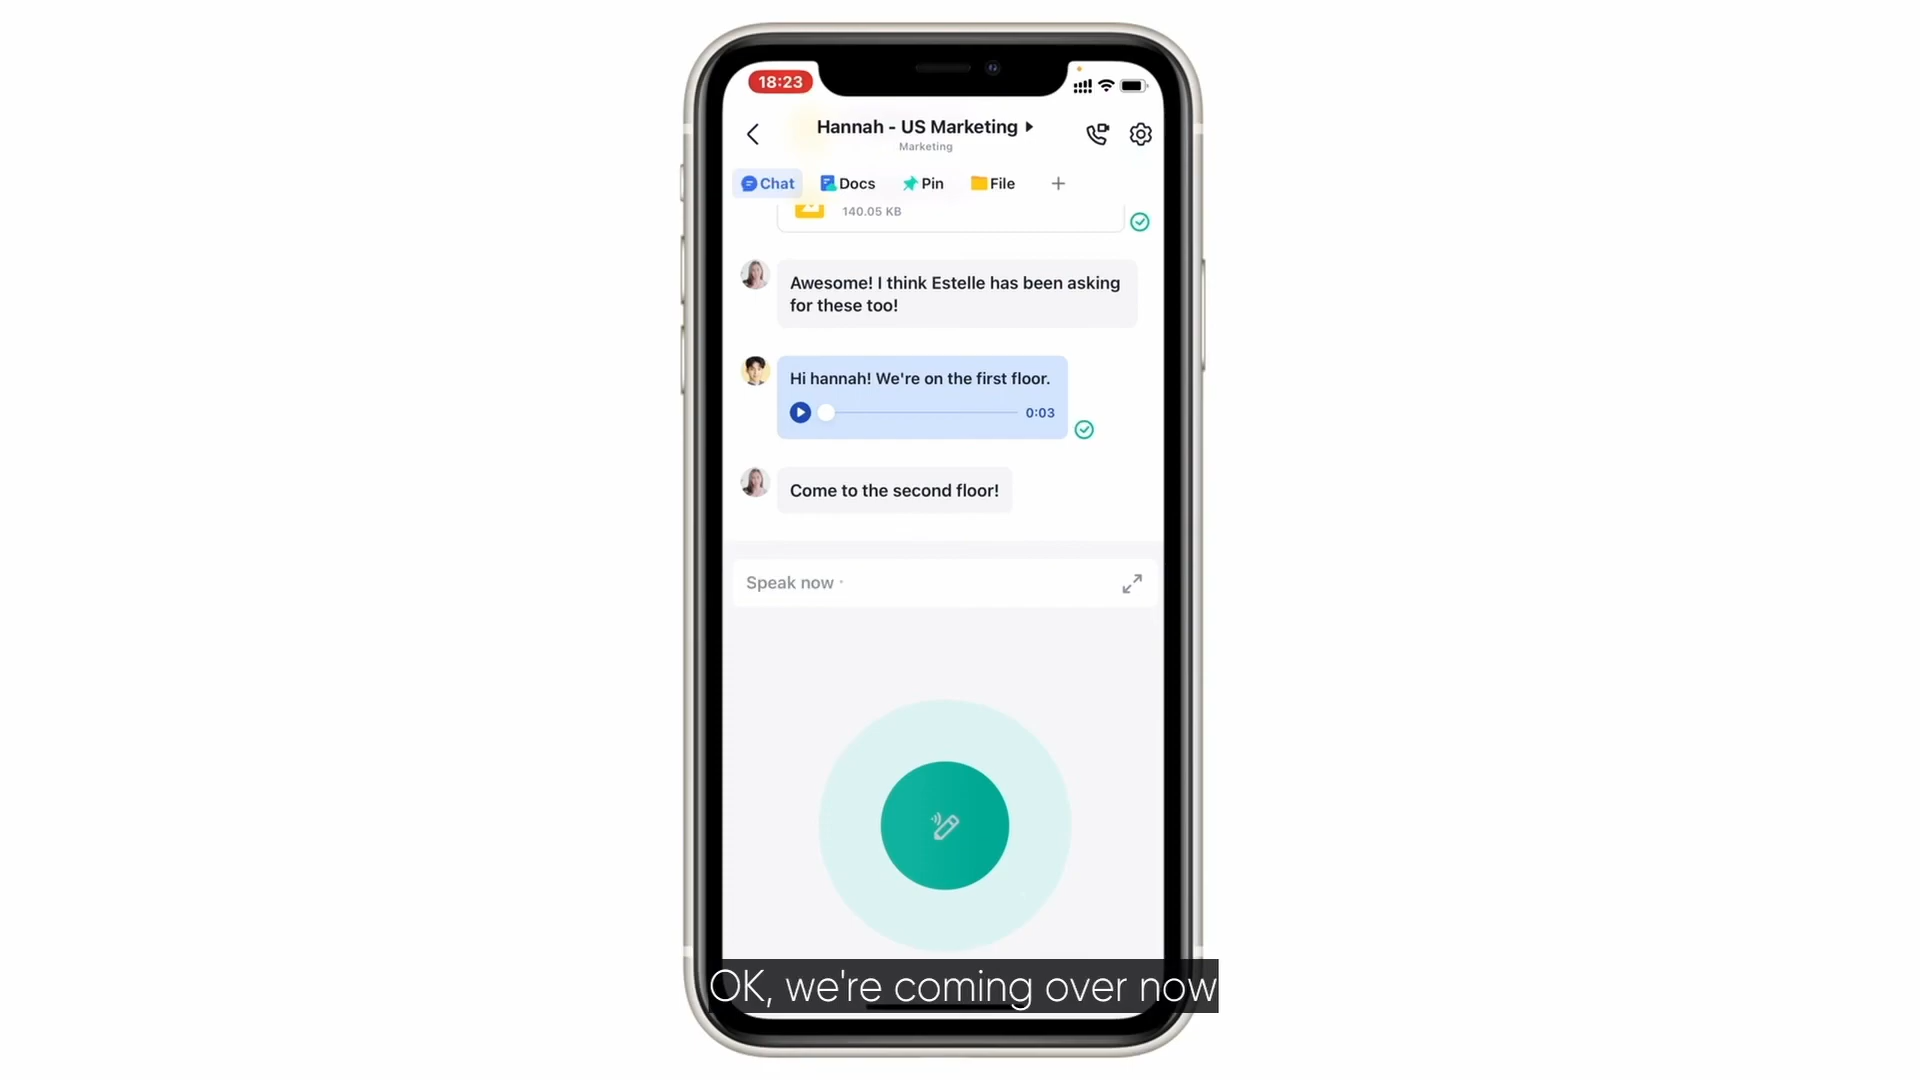 18:23
Hannah - US Marketing
Marketing
Chat Docs Pin File
140.05 KB
Awesome! I think Estelle has been asking
for these too!
Hi hannah! We're on the first floor.
0:03
Come to the second floor!
Speak now
OK, we're coming over now